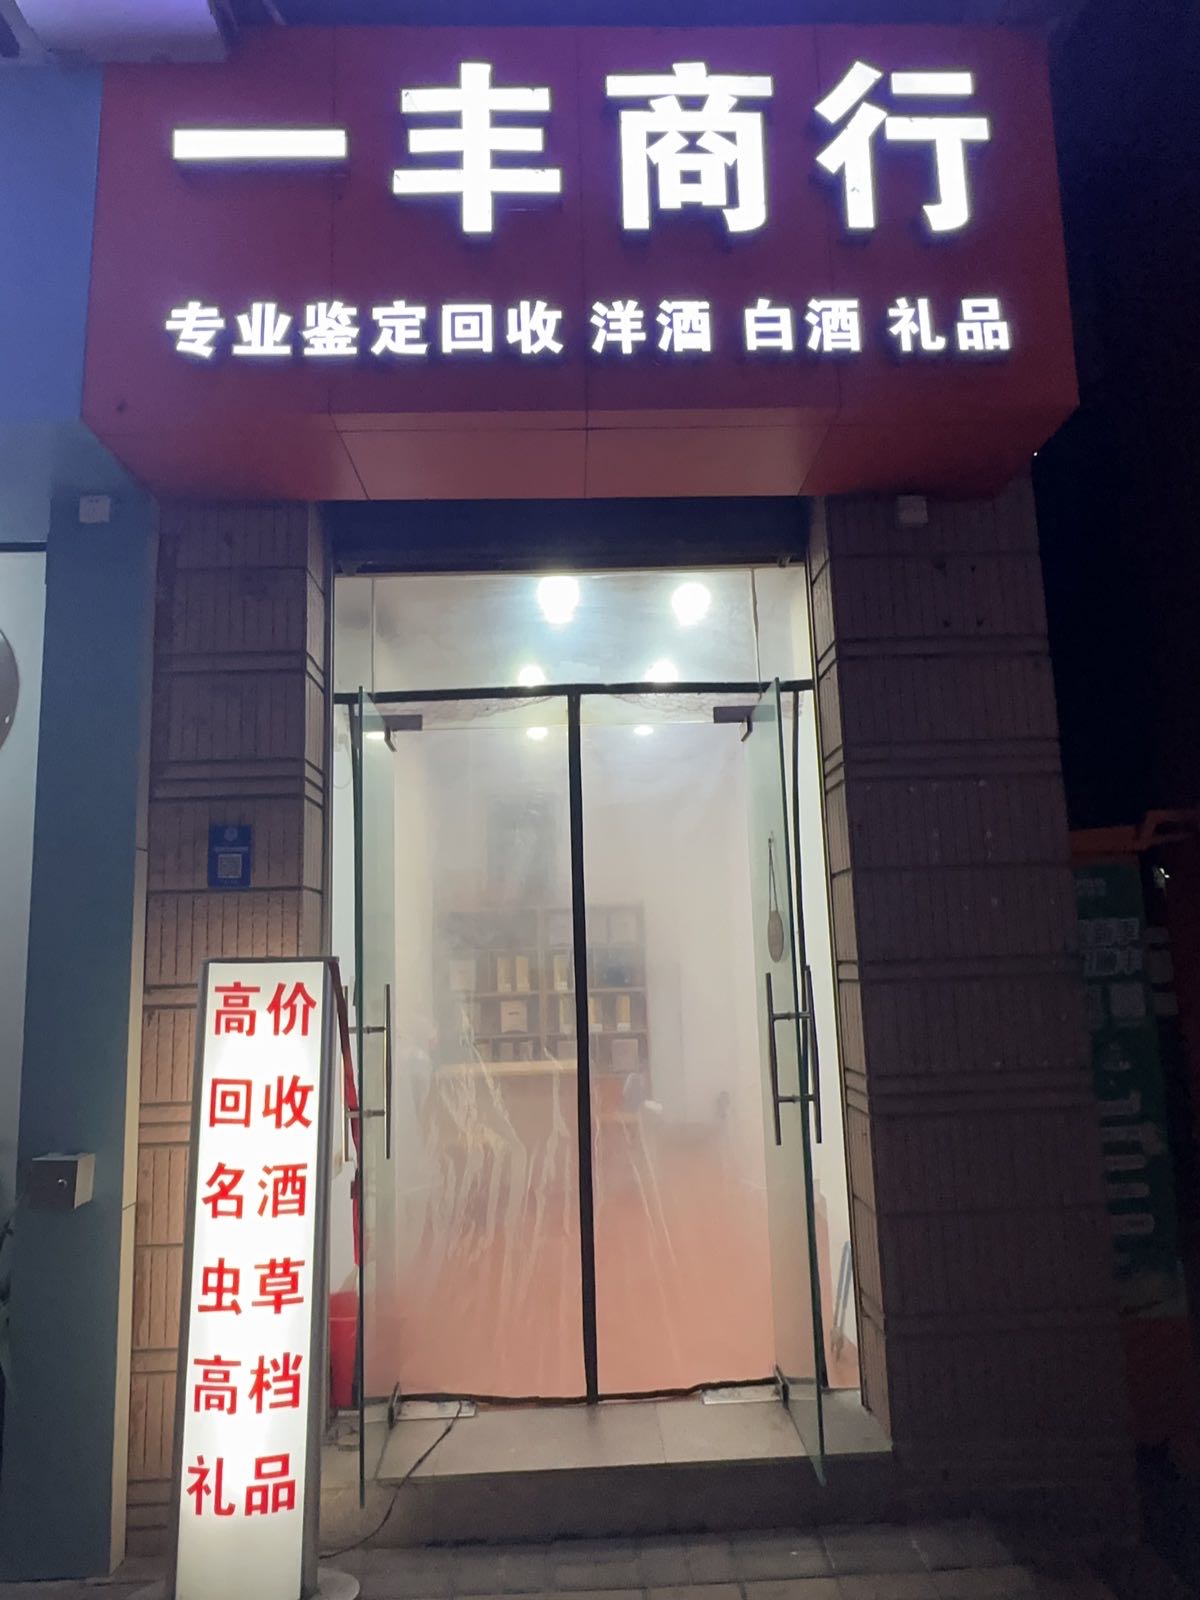 一丰商行
专业鉴定回收 洋酒 白酒 礼品
高价
回收
名酒
虫草
高档
礼品